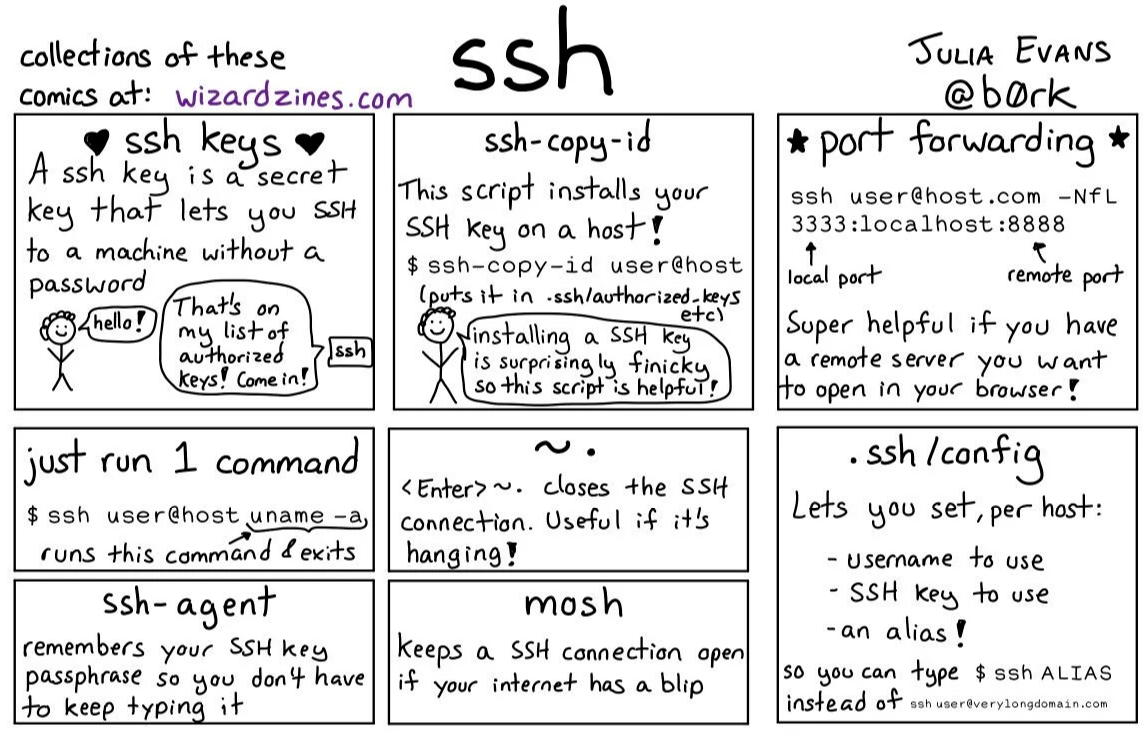 collections of these
comics at: wizardzines.com
ssh
JULIA EVANS
@b0rk
♥ ssh keys ♥
A ssh key is a secret
key that lets you SSH
to a machine without a
password
hello!
That's on
my list of
authorized
keys! Come in!
ssh
ssh-copy-id
This script installs your
SSH key on a host!
$ ssh-copy-id user@host
(puts it in .ssh/authorized_keys
etc)
installing a SSH key
is surprisingly finicky
so this script is helpful!
★ port forwarding ★
ssh user@host.com -NfL
3333:localhost:8888
local port
remote port
Super helpful if you have
a remote server you want
to open in your browser!
just run 1 command
$ ssh user@host uname -a
runs this command & exits
~.
<Enter>~. closes the SSH
connection. Useful if it's
hanging!
.ssh/config
Lets you set, per host:
- username to use
- SSH key to use
- an alias!
so you can type $ ssh ALIAS
instead of ssh user@verylongdomain.com
ssh-agent
remembers your SSH key
passphrase so you don't have
to keep typing it
mosh
keeps a SSH connection open
if your internet has a blip